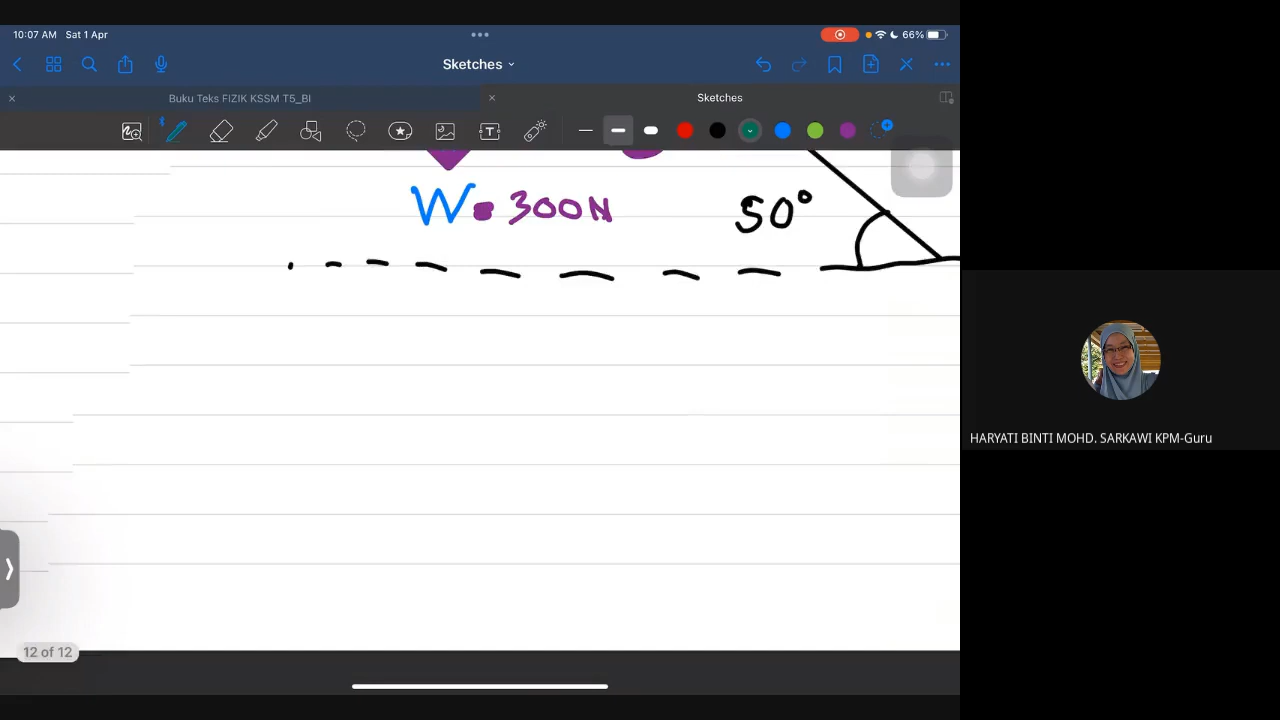 10:07 AM Sat 1 Apr
66%
Sketches
Buku Teks FIZIK KSSM T5_BI
Sketches
W = 300N
50°
12 of 12
HARYATI BINTI MOHD. SARKAWI KPM-Guru